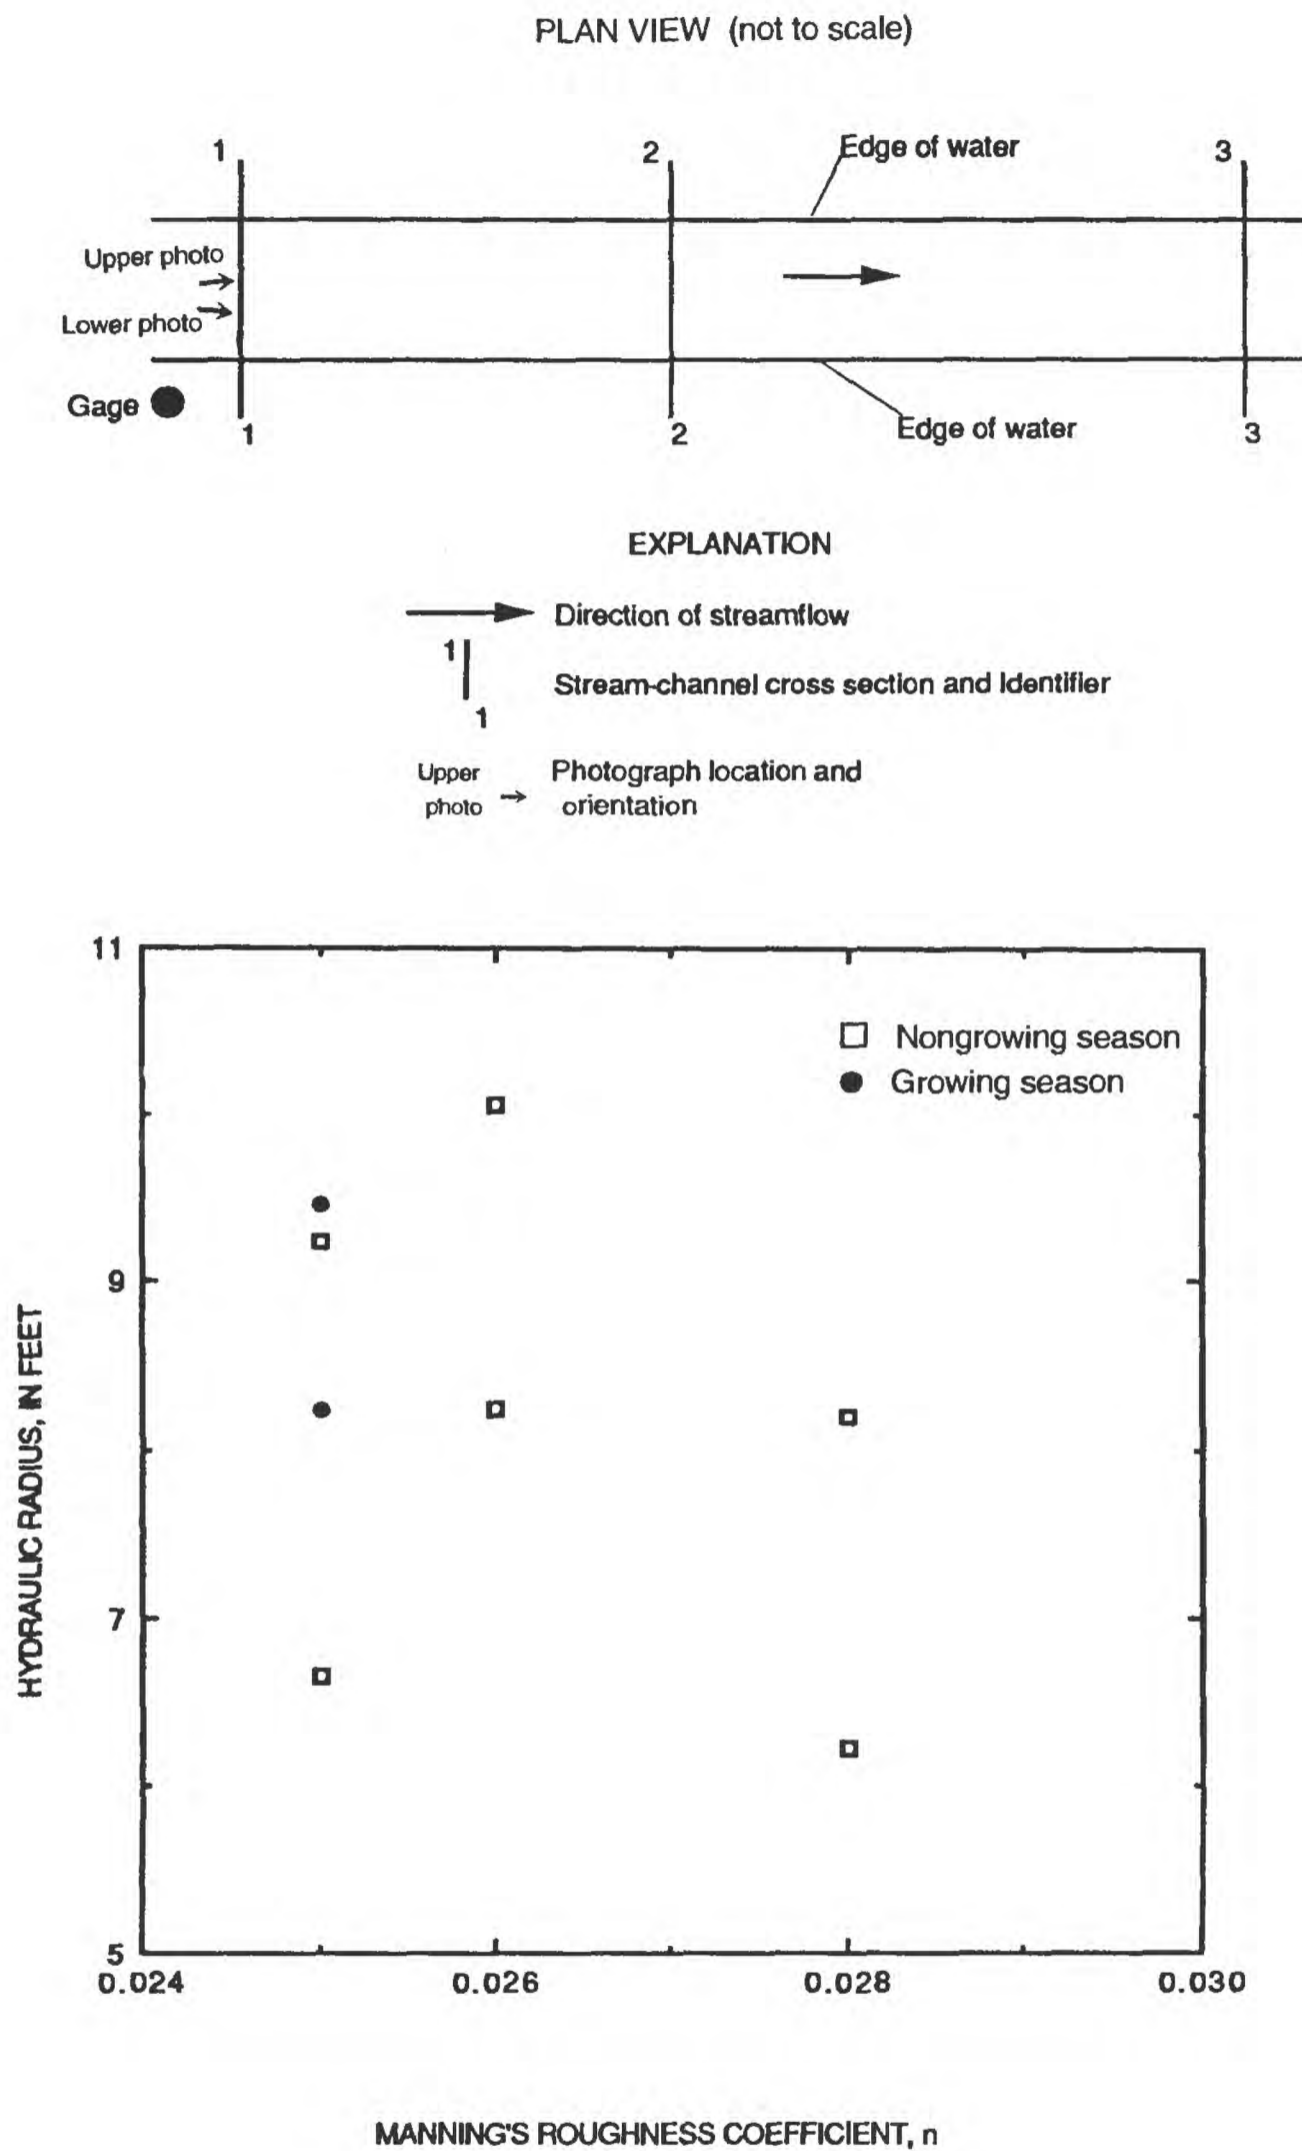 PLAN VIEW (not to scale)
1
2
Edge of water
3
Upper photo
Lower photo
Gage
1
2
Edge of water
3
EXPLANATION
Direction of streamflow
1
Stream-channel cross section and Identifier
1
Upper
photo
Photograph location and
orientation
11
Nongrowing season
Growing season
9
HYDRAULIC RADIUS, IN FEET
7
5
0.024
0.026
0.028
0.030
MANNING'S ROUGHNESS COEFFICIENT, n